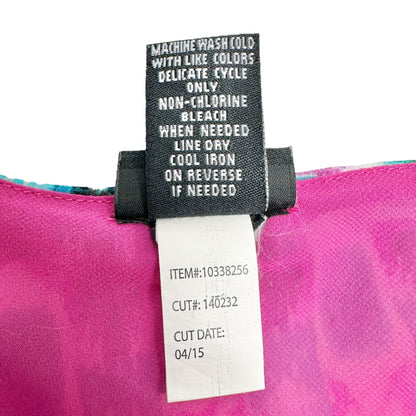 MACHINE WASH COLD
WITH LIKE COLORS
DELICATE CYCLE
ONLY
NON-CHLORINE
BLEACH
WHEN NEEDED
LINE DRY
COOL IRON
ON REVERSE
IF NEEDED
ITEM#:10338256
CUT#: 140232
CUT DATE:
04/15